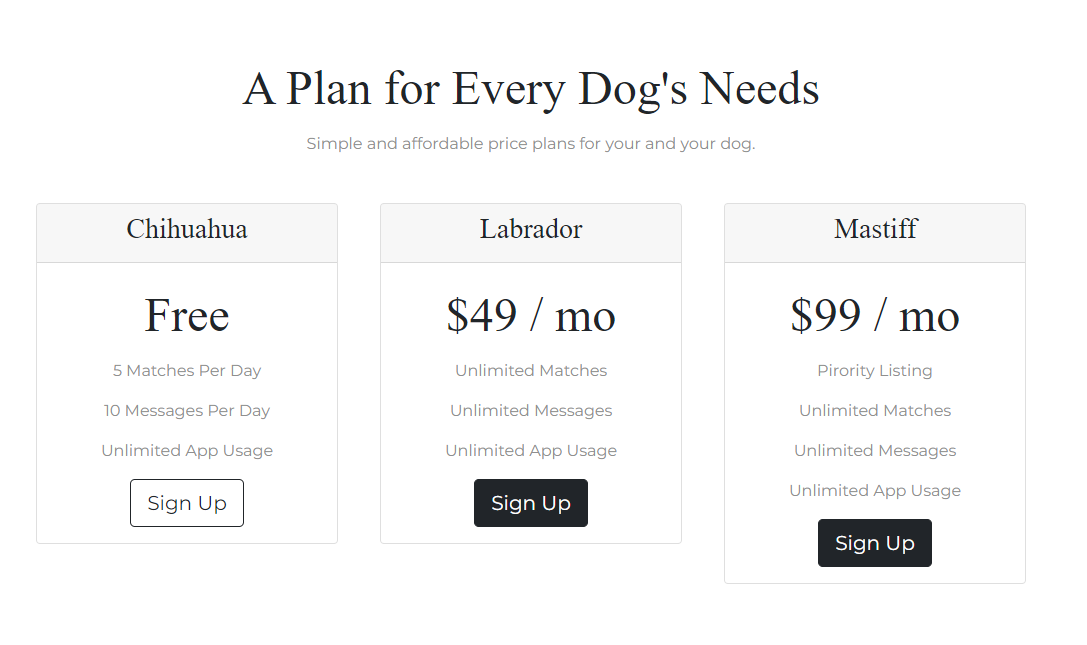 A Plan for Every Dog's Needs
Simple and affordable price plans for your and your dog.
Chihuahua
Free
5 Matches Per Day
10 Messages Per Day
Unlimited App Usage
Sign Up
Labrador
$49 / mo
Unlimited Matches
Unlimited Messages
Unlimited App Usage
Sign Up
Mastiff
$99 / mo
Pirority Listing
Unlimited Matches
Unlimited Messages
Unlimited App Usage
Sign Up